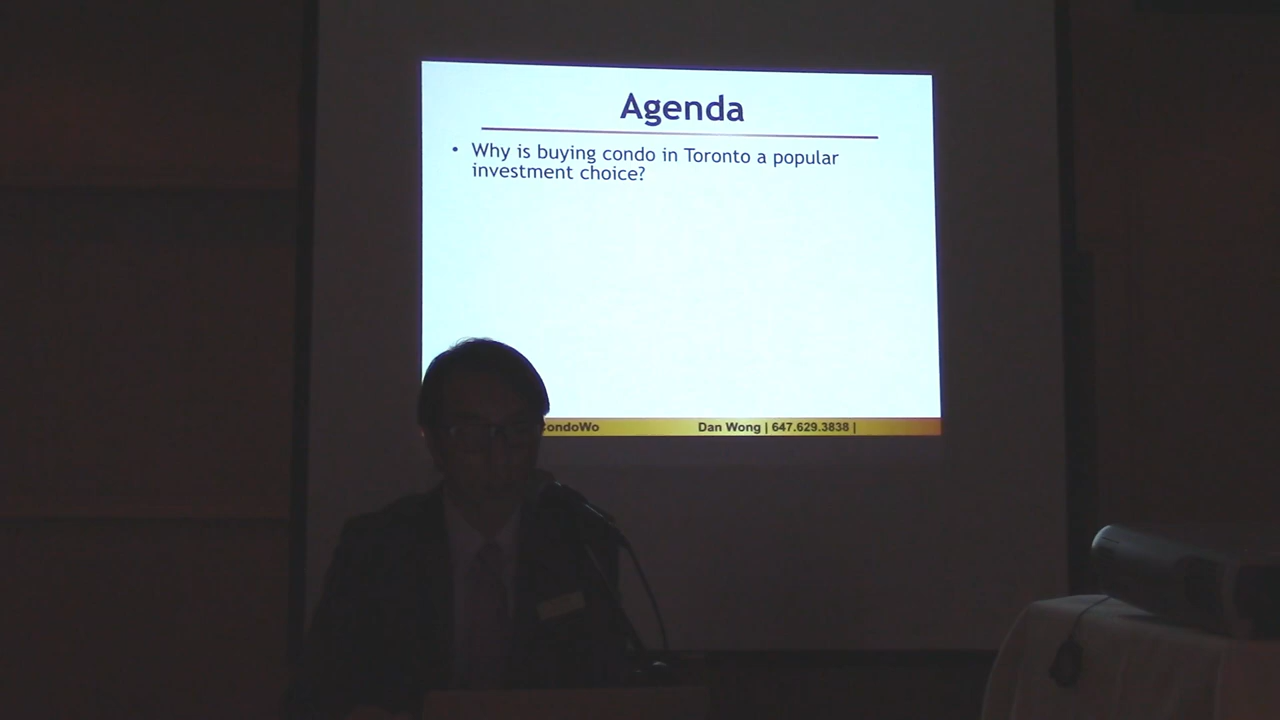 Agenda
• Why is buying condo in Toronto a popular
investment choice?
CondoWo Dan Wong | 647.629.3838 |